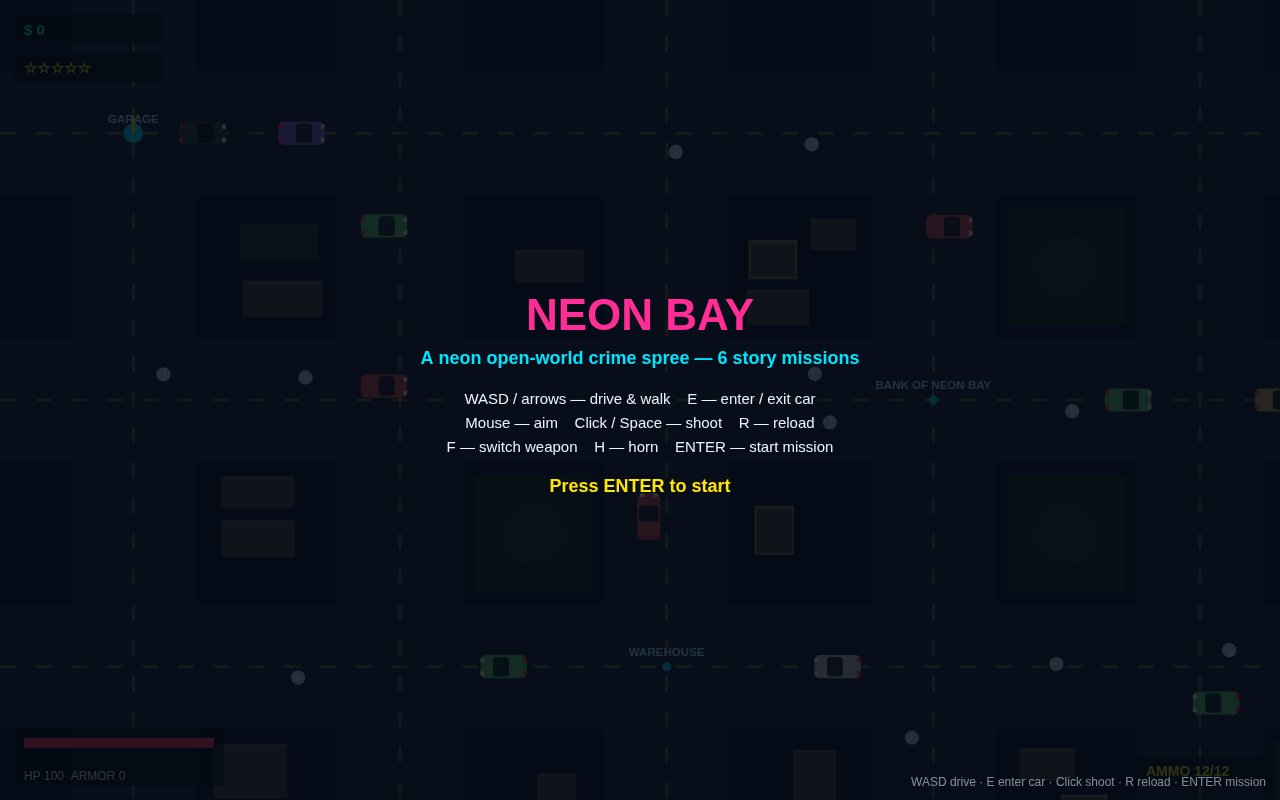 $ 0
☆☆☆☆☆
GARAGE
NEON BAY
A neon open-world crime spree — 6 story missions
BANK OF NEON BAY
WASD / arrows — drive & walk E — enter / exit car
Mouse — aim Click / Space — shoot R — reload
F — switch weapon H — horn ENTER — start mission
Press ENTER to start
WAREHOUSE
HP 100 ARMOR 0
AMMO 12/12
WASD drive · E enter car · Click shoot · R reload · ENTER mission